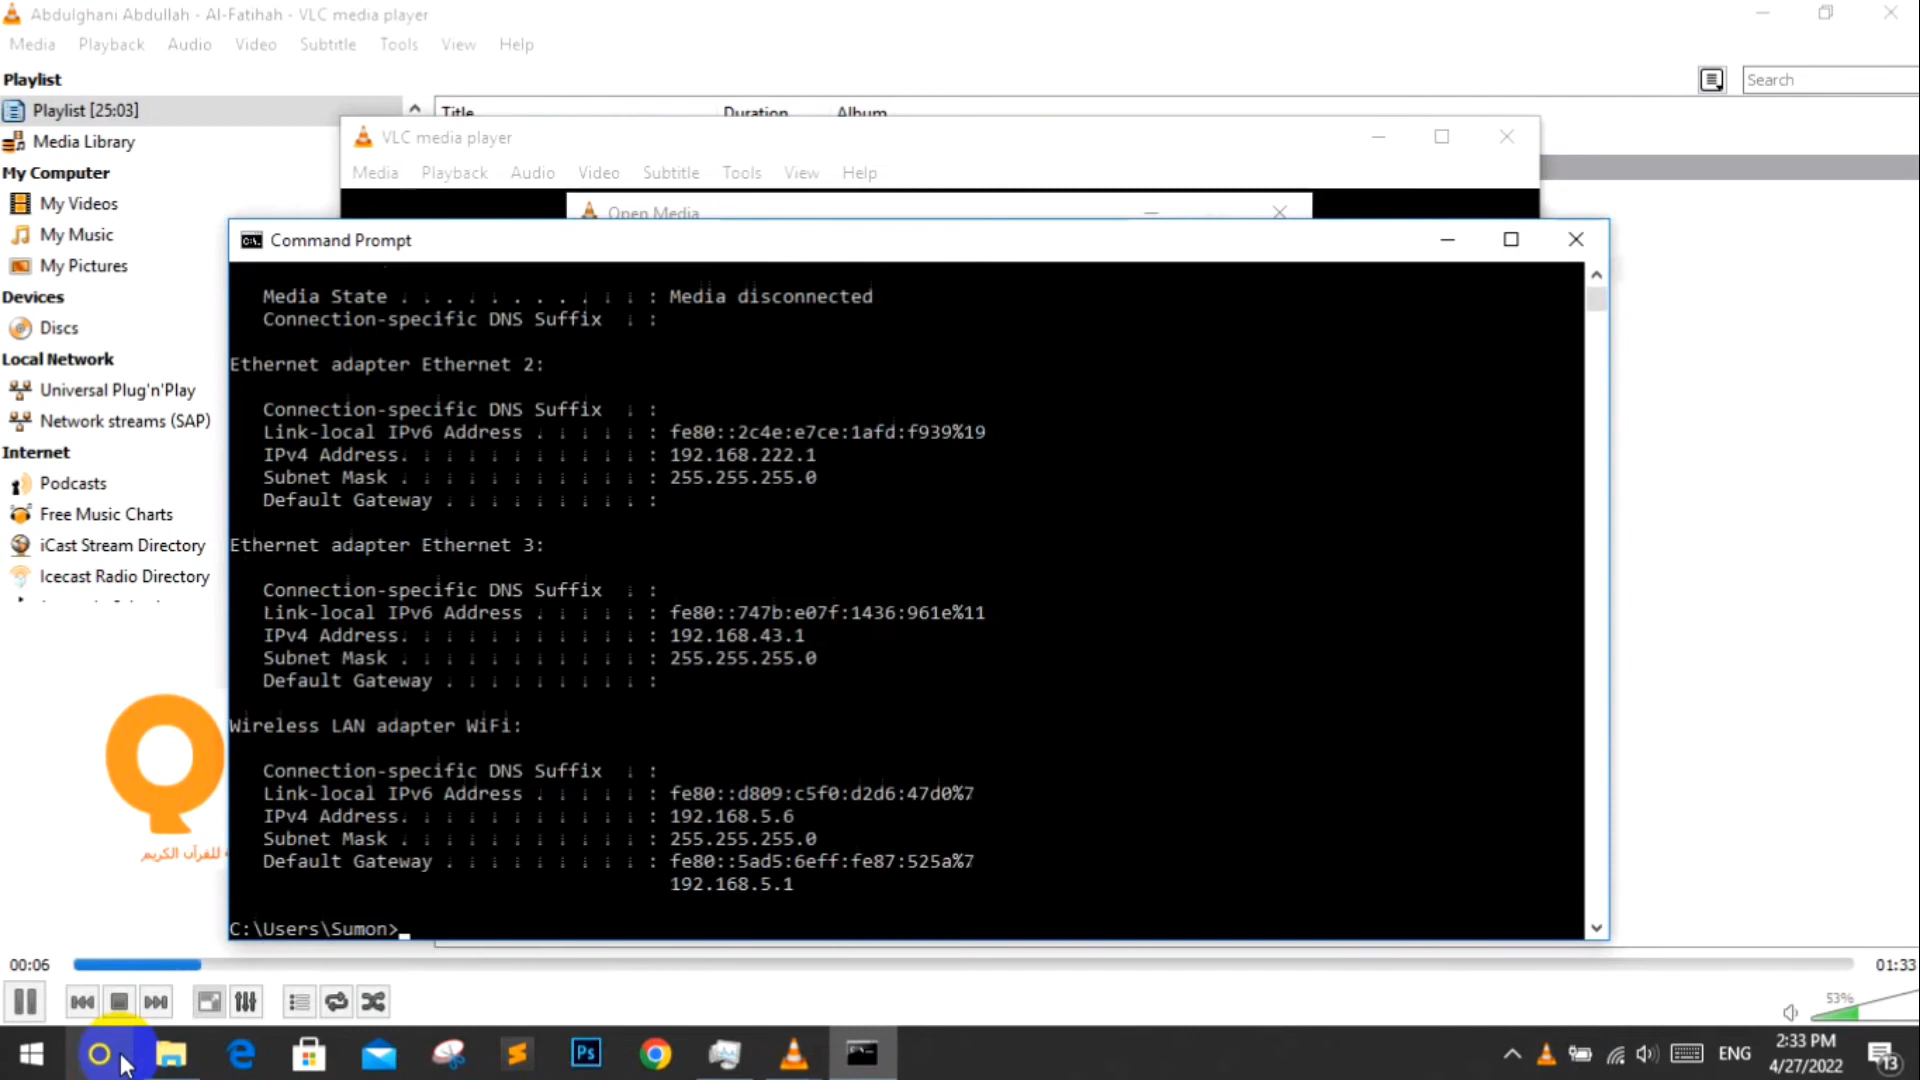 Abdulghani Abdullah - Al-Fatihah - VLC media player
Media Playback Audio Video Subtitle Tools View Help
Playlist
Search
Playlist [25:03]
Title Duration Album
Media Library
My Computer
My Videos
My Music
My Pictures
Devices
Discs
Local Network
Universal Plug'n'Play
Network streams (SAP)
Internet
Podcasts
Free Music Charts
iCast Stream Directory
Icecast Radio Directory
VLC media player
Media Playback Audio Video Subtitle Tools View Help
Open Media
Command Prompt
Media State . . . . . . . . . . . : Media disconnected
Connection-specific DNS Suffix . :
Ethernet adapter Ethernet 2:
Connection-specific DNS Suffix . :
Link-local IPv6 Address . . . . . : fe80::2c4e:e7ce:1afd:f939%19
IPv4 Address. . . . . . . . . . . : 192.168.222.1
Subnet Mask . . . . . . . . . . . : 255.255.255.0
Default Gateway . . . . . . . . . :
Ethernet adapter Ethernet 3:
Connection-specific DNS Suffix . :
Link-local IPv6 Address . . . . . : fe80::747b:e07f:1436:961e%11
IPv4 Address. . . . . . . . . . . : 192.168.43.1
Subnet Mask . . . . . . . . . . . : 255.255.255.0
Default Gateway . . . . . . . . . :
Wireless LAN adapter WiFi:
Connection-specific DNS Suffix . :
Link-local IPv6 Address . . . . . : fe80::d809:c5f0:d2d6:47d0%7
IPv4 Address. . . . . . . . . . . : 192.168.5.6
Subnet Mask . . . . . . . . . . . : 255.255.255.0
Default Gateway . . . . . . . . . : fe80::5ad5:6eff:fe87:525a%7
192.168.5.1
C:\Users\Sumon>
للقرآن الكريم
00:06
01:33
53%
Ps
ENG
2:33 PM
4/27/2022
13